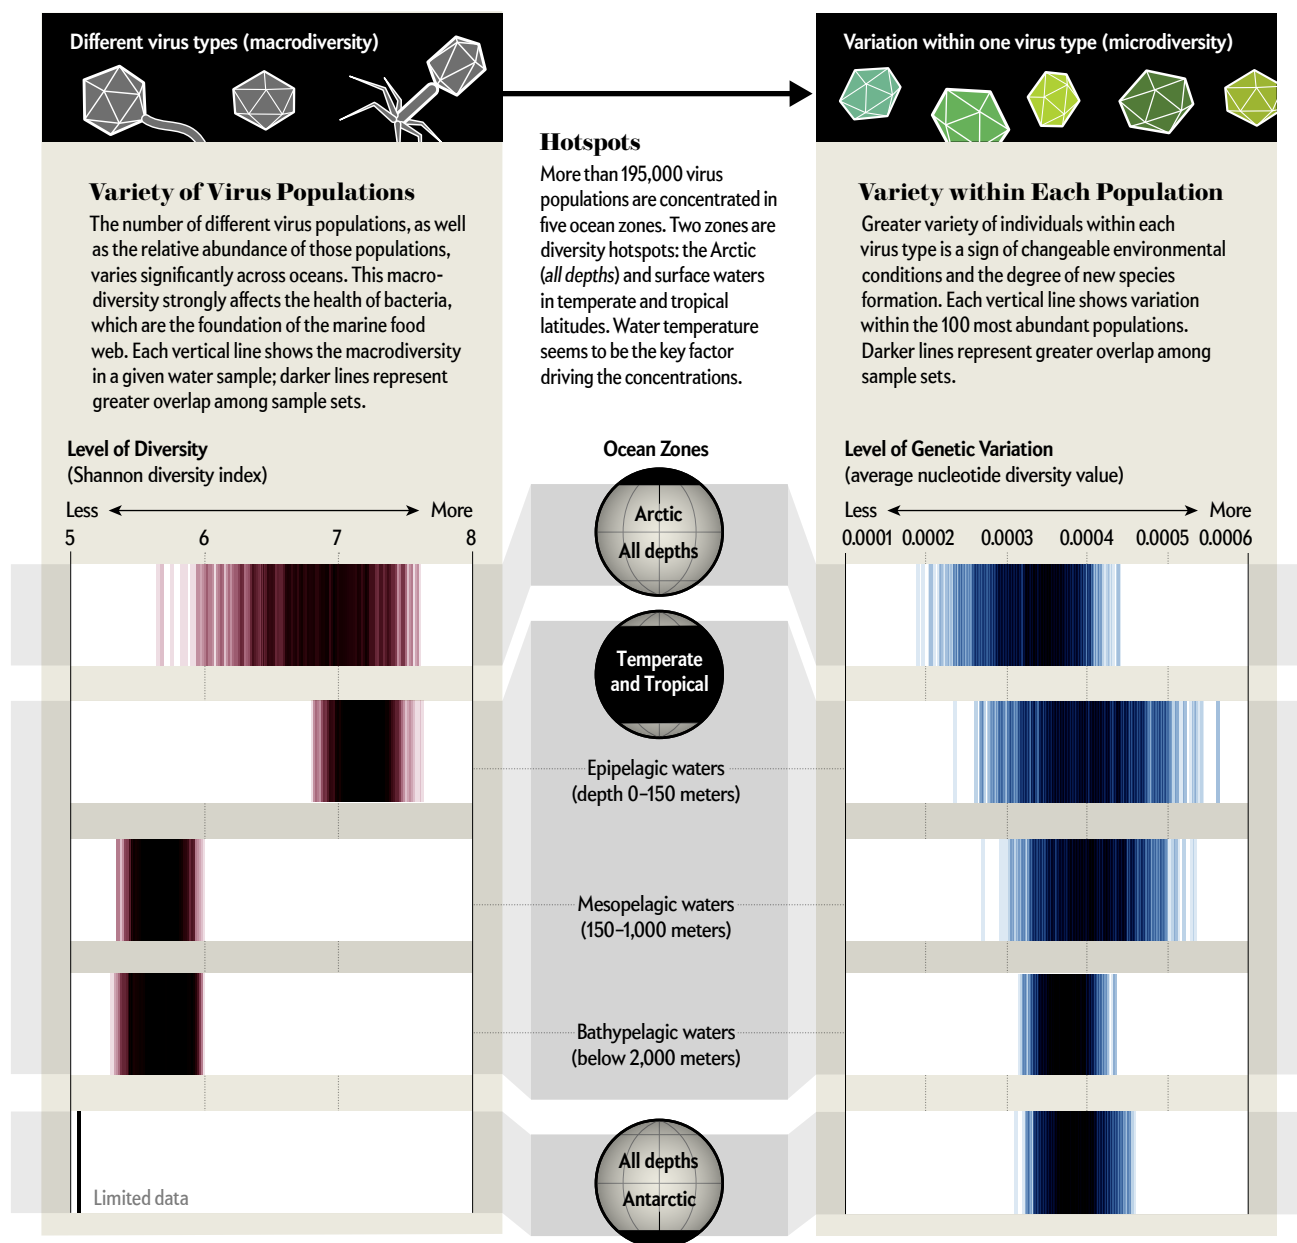 Different virus types (macrodiversity)
Variety of Virus Populations
The number of different virus populations, as well
as the relative abundance of those populations,
varies significantly across oceans. This macro-
diversity strongly affects the health of bacteria,
which are the foundation of the marine food
web. Each vertical line shows the macrodiversity
in a given water sample; darker lines represent
greater overlap among sample sets.
Hotspots
More than 195,000 virus
populations are concentrated in
five ocean zones. Two zones are
diversity hotspots: the Arctic
(all depths) and surface waters
in temperate and tropical
latitudes. Water temperature
seems to be the key factor
driving the concentrations.
Variation within one virus type (microdiversity)
Variety within Each Population
Greater variety of individuals within each
virus type is a sign of changeable environmental
conditions and the degree of new species
formation. Each vertical line shows variation
within the 100 most abundant populations.
Darker lines represent greater overlap among
sample sets.
Level of Diversity
(Shannon diversity index)
Less More
5 6 7 8
Limited data
Ocean Zones
Arctic
All depths
Temperate
and Tropical
Epipelagic waters
(depth 0–150 meters)
Mesopelagic waters
(150–1,000 meters)
Bathypelagic waters
(below 2,000 meters)
All depths
Antarctic
Level of Genetic Variation
(average nucleotide diversity value)
Less More
0.0001 0.0002 0.0003 0.0004 0.0005 0.0006